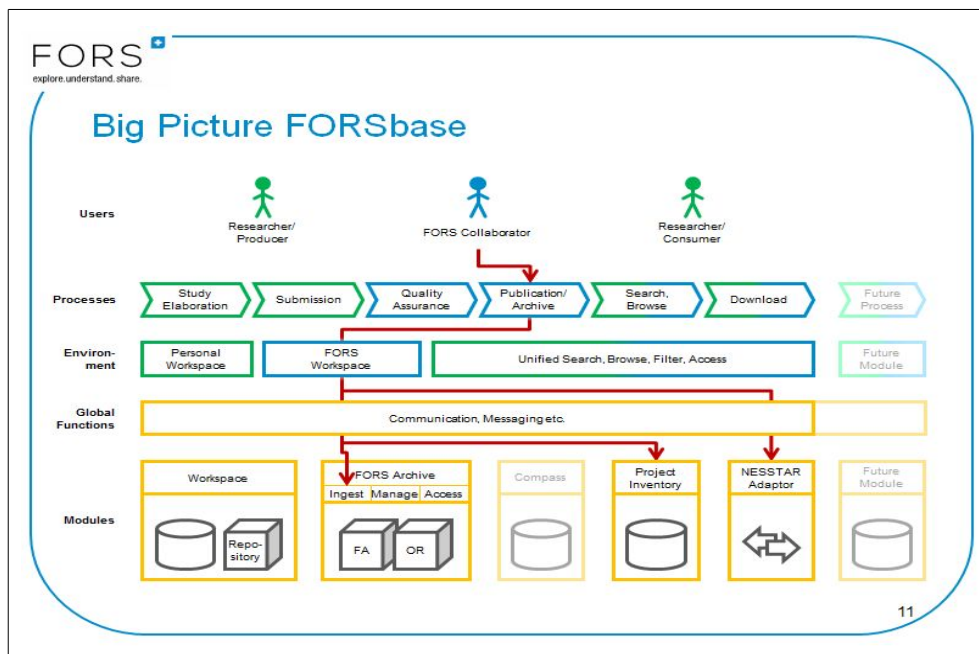 FORS
explore.understand.share.
Big Picture FORSbase
Users
Researcher/
Producer
FORS Collaborator
Researcher/
Consumer
Processes
Study
Elaboration
Submission
Quality
Assurance
Publication/
Archive
Search,
Browse
Download
Future
Process
Environ-
ment
Personal
Workspace
FORS
Workspace
Unified Search, Browse, Filter, Access
Future
Module
Global
Functions
Communication, Messaging etc.
Modules
Workspace
Repo-
sitory
FORS Archive
Ingest Manage Access
FA OR
Compass
Project
Inventory
NESSTAR
Adaptor
Future
Module
11